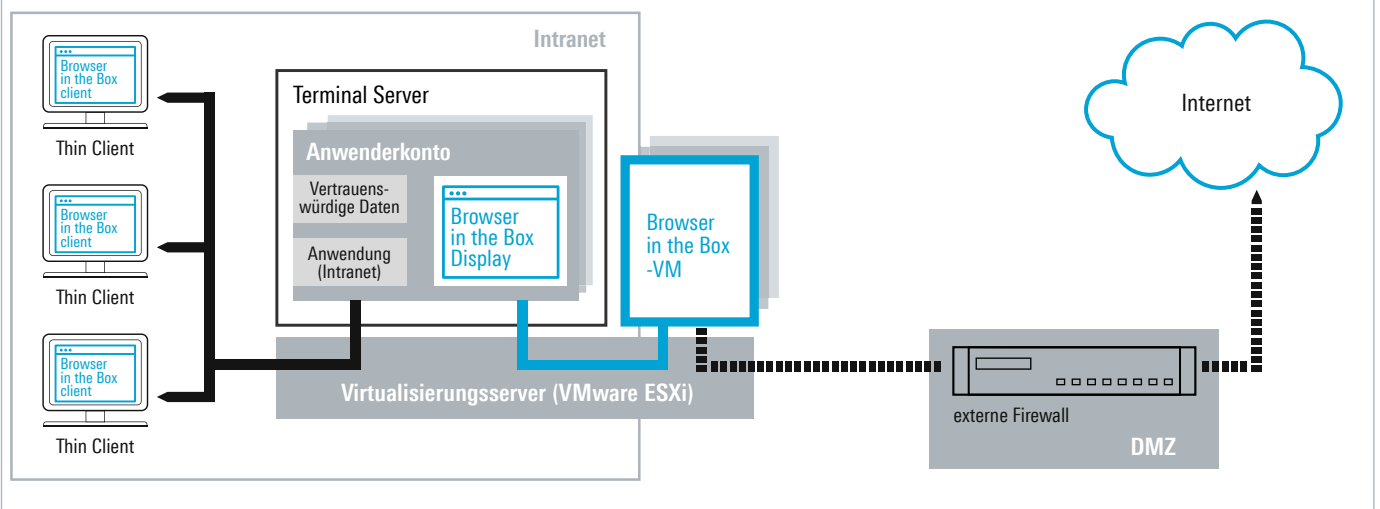 Intranet
Browser
in the Box
client
Thin Client
Browser
in the Box
client
Thin Client
Browser
in the Box
client
Thin Client
Terminal Server
Anwenderkonto
Vertrauens-
würdige Daten
Anwendung
(Intranet)
Browser
in the Box
Display
Browser
in the Box
-VM
Virtualisierungsserver (VMware ESXi)
externe Firewall
DMZ
Internet